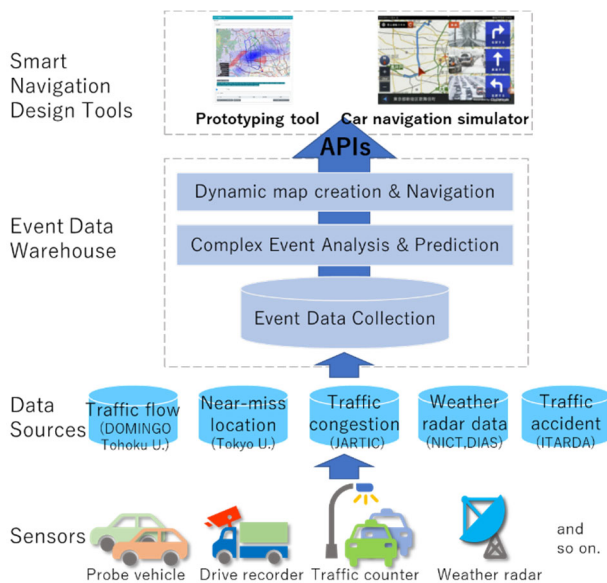 Smart
Navigation
Design Tools
Prototyping tool
Car navigation simulator
APIs
Event Data
Warehouse
Dynamic map creation & Navigation
Complex Event Analysis & Prediction
Event Data Collection
Data
Sources
Traffic flow
(DOMINGO
Tohoku U.)
Near-miss
location
(Tokyo U.)
Traffic
congestion
(JARTIC)
Weather
radar data
(NICT,DIAS)
Traffic
accident
(ITARDA)
Sensors
Probe vehicle
Drive recorder
Traffic counter
Weather radar
and
so on.